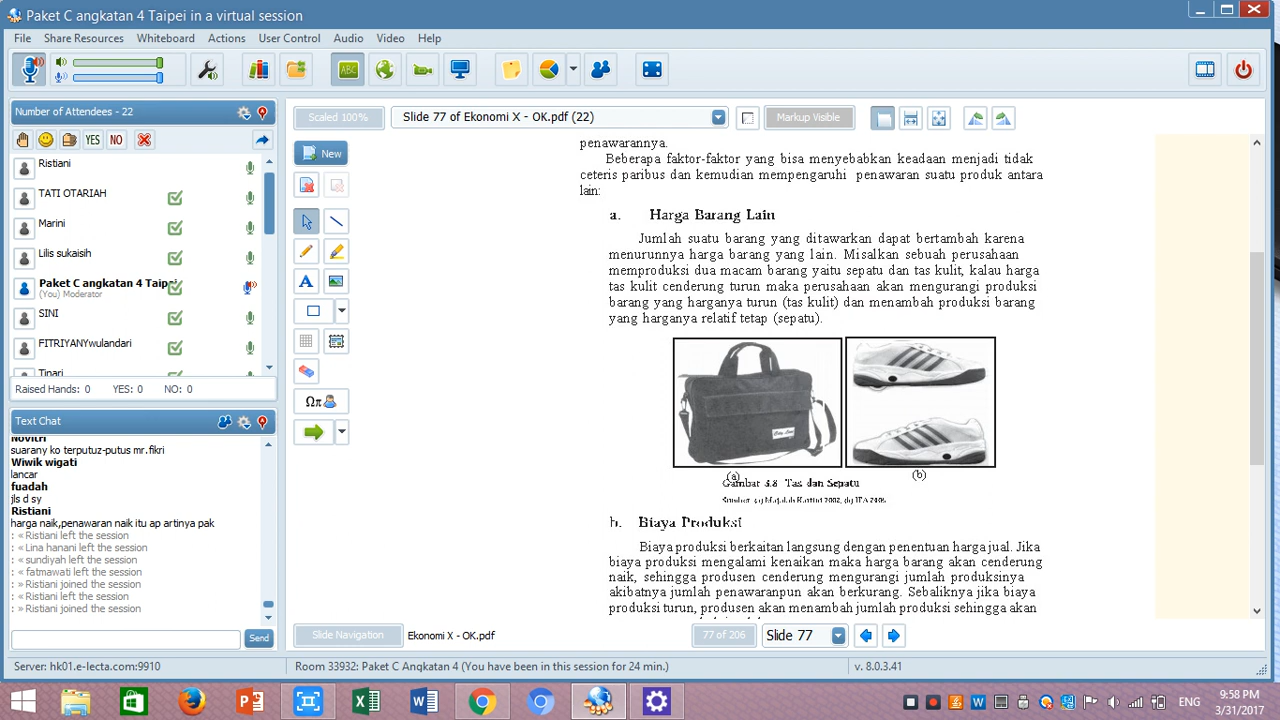 Paket C angkatan 4 Taipei in a virtual session
File Share Resources Whiteboard Actions User Control Audio Video Help
Number of Attendees - 22
YES NO
Ristiani
TATI OTARIAH
Marini
Lilis sukaisih
Paket C angkatan 4 Taipei
(You) Moderator
SINI
FITRIYANYwulandari
Tinari
Raised Hands: 0 YES: 0 NO: 0
Text Chat
Novitri
suarany ko terputuz-putus mr.fikri
Wiwik wigati
lancar
fuadah
jls d sy
Ristiani
harga naik,penawaran naik itu ap artinya pak
: « Ristiani left the session
: « Lina hanani left the session
: « sundiyah left the session
: « fatmawati left the session
: » Ristiani joined the session
: « Ristiani left the session
: » Ristiani joined the session
Send
Scaled 100%
Slide 77 of Ekonomi X - OK.pdf (22)
Markup Visible
New
ABC
A
Ωπ
penawarannya.
Beberapa faktor-faktor yang bisa menyebabkan keadaan menjadi tidak
ceteris paribus dan kemudian mempengaruhi penawaran suatu produk antara
lain:
a. Harga Barang Lain
Jumlah suatu barang yang ditawarkan dapat bertambah karena
menurunnya harga barang yang lain. Misalkan sebuah perusahaan
memproduksi dua macam barang yaitu sepatu dan tas kulit, kalau harga
tas kulit cenderung turun maka perusahaan akan mengurangi produksi
barang yang harganya turun (tas kulit) dan menambah produksi barang
yang harganya relatif tetap (sepatu).
(a) (b)
Gambar 3.8 Tas dan Sepatu
b. Biaya Produksi
Biaya produksi berkaitan langsung dengan penentuan harga jual. Jika
biaya produksi mengalami kenaikan maka harga barang akan cenderung
naik, sehingga produsen cenderung mengurangi jumlah produksinya
akibatnya jumlah penawaranpun akan berkurang. Sebaliknya jika biaya
produksi turun, produsen akan menambah jumlah produksi sehingga akan
Slide Navigation
Ekonomi X - OK.pdf
77 of 206
Slide 77
Server: hk01.e-lecta.com:9910
Room 33932: Paket C Angkatan 4 (You have been in this session for 24 min.)
v. 8.0.3.41
ENG
9:58 PM
3/31/2017